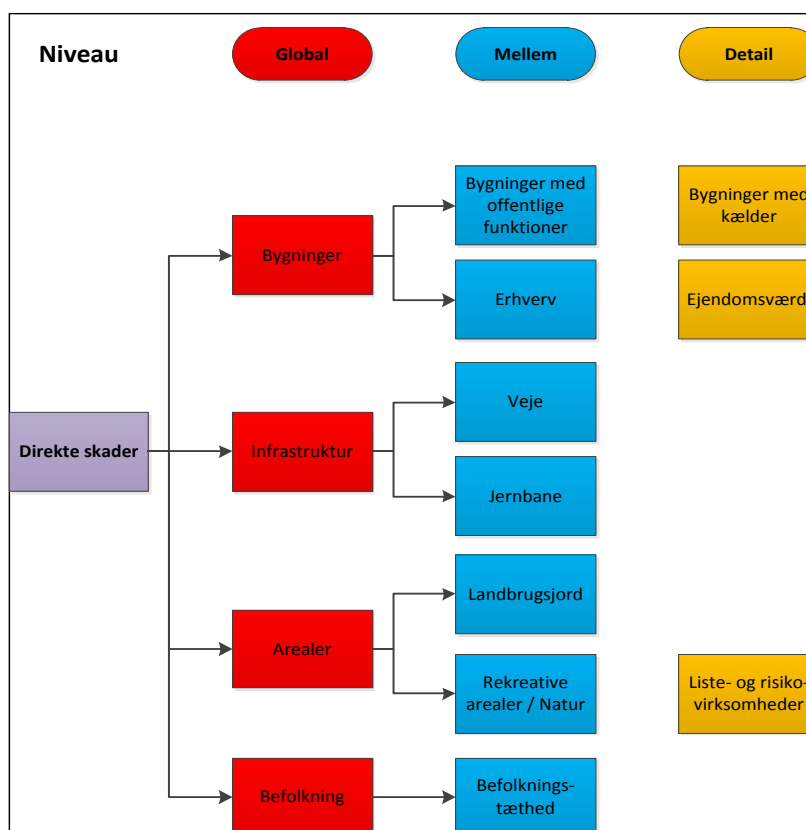 Niveau
Global
Mellem
Detail
Bygninger med
offentlige
funktioner
Bygninger med
kælder
Bygninger
Erhverv
Ejendomsværd
Veje
Direkte skader
Infrastruktur
Jernbane
Landbrugsjord
Arealer
Rekreative
arealer / Natur
Liste- og risiko-
virksomheder
Befolkning
Befolknings-
tæthed